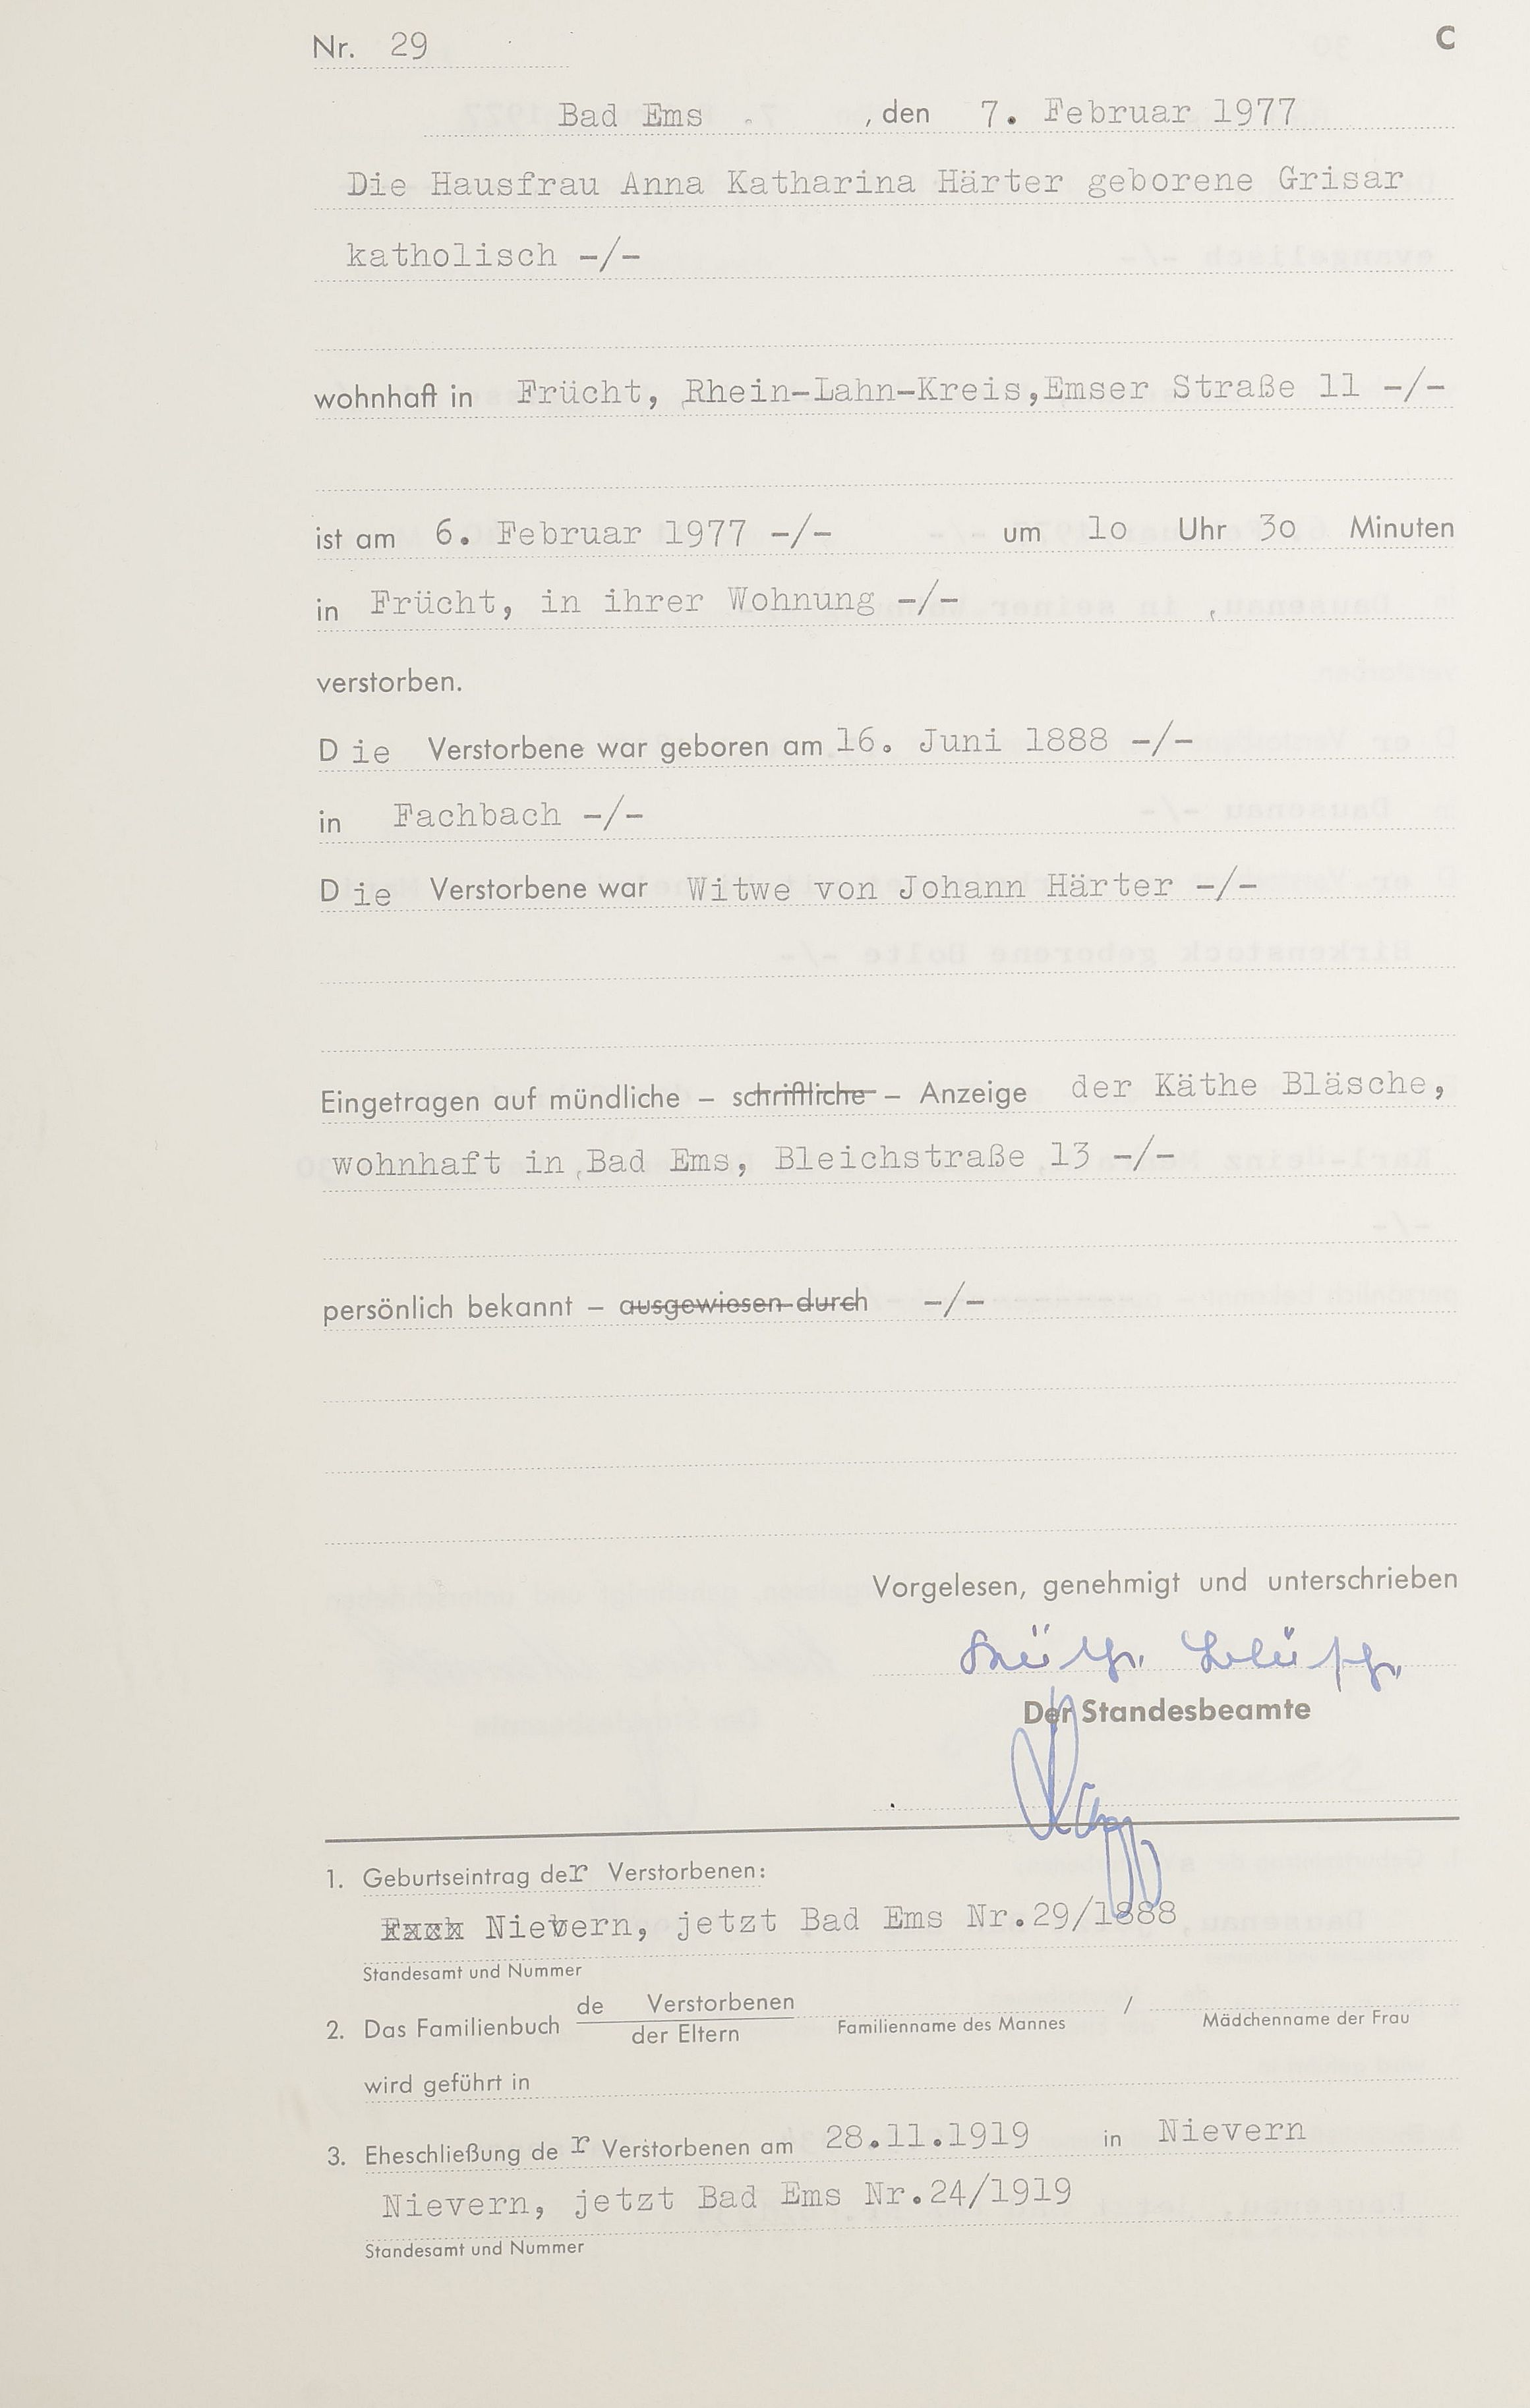 Nr. 29 C
Bad Ems , den 7. Februar 1977
Die Hausfrau Anna Katharina Härter geborene Grisar
katholisch -/-
wohnhaft in Frücht, Rhein-Lahn-Kreis,Emser Straße 11 -/-
ist am 6. Februar 1977 -/- um 1o Uhr 3o Minuten
in Frücht, in ihrer Wohnung -/- ,
verstorben.
Die Verstorbene war geboren am 16. Juni 1888 -/-
in Fachbach -/-
Die Verstorbene war Witwe von Johann Härter -/-
Eingetragen auf mündliche – schriftliche – Anzeige der Käthe Bläsche,
wohnhaft in Bad Ems, Bleichstraße 13 -/-
persönlich bekannt – ausgewiesen durch -/-
Vorgelesen, genehmigt und unterschrieben
Käthe Bläsche
Der Standesbeamte
1. Geburtseintrag der Verstorbenen:
Nievern, jetzt Bad Ems Nr.29/1888
Standesamt und Nummer
2. Das Familienbuch de Verstorbenen /
der Eltern Familienname des Mannes Mädchenname der Frau
wird geführt in
3. Eheschließung der Verstorbenen am 28.11.1919 in Nievern
Nievern, jetzt Bad Ems Nr.24/1919
Standesamt und Nummer